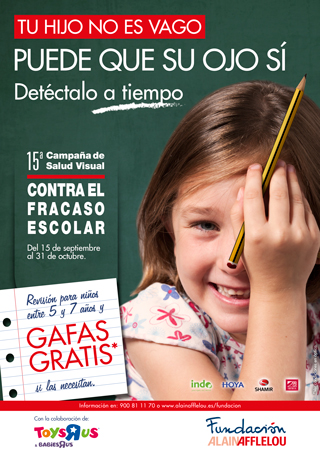 TU HIJO NO ES VAGO
PUEDE QUE SU OJO SÍ
Detéctalo a tiempo
15ª Campaña de
Salud Visual
CONTRA EL
FRACASO
ESCOLAR
Del 15 de septiembre
al 31 de octubre.
Revisión para niños
entre 5 y 7 años y
GAFAS
GRATIS*
si las necesitan.
indo HOYA SHAMIR
Información en: 900 81 11 70 o www.alainafflelou.es/fundacion
Con la colaboración de:
TOYS"R"US
& BABIES"R"US
Fundación
ALAIN AFFLELOU